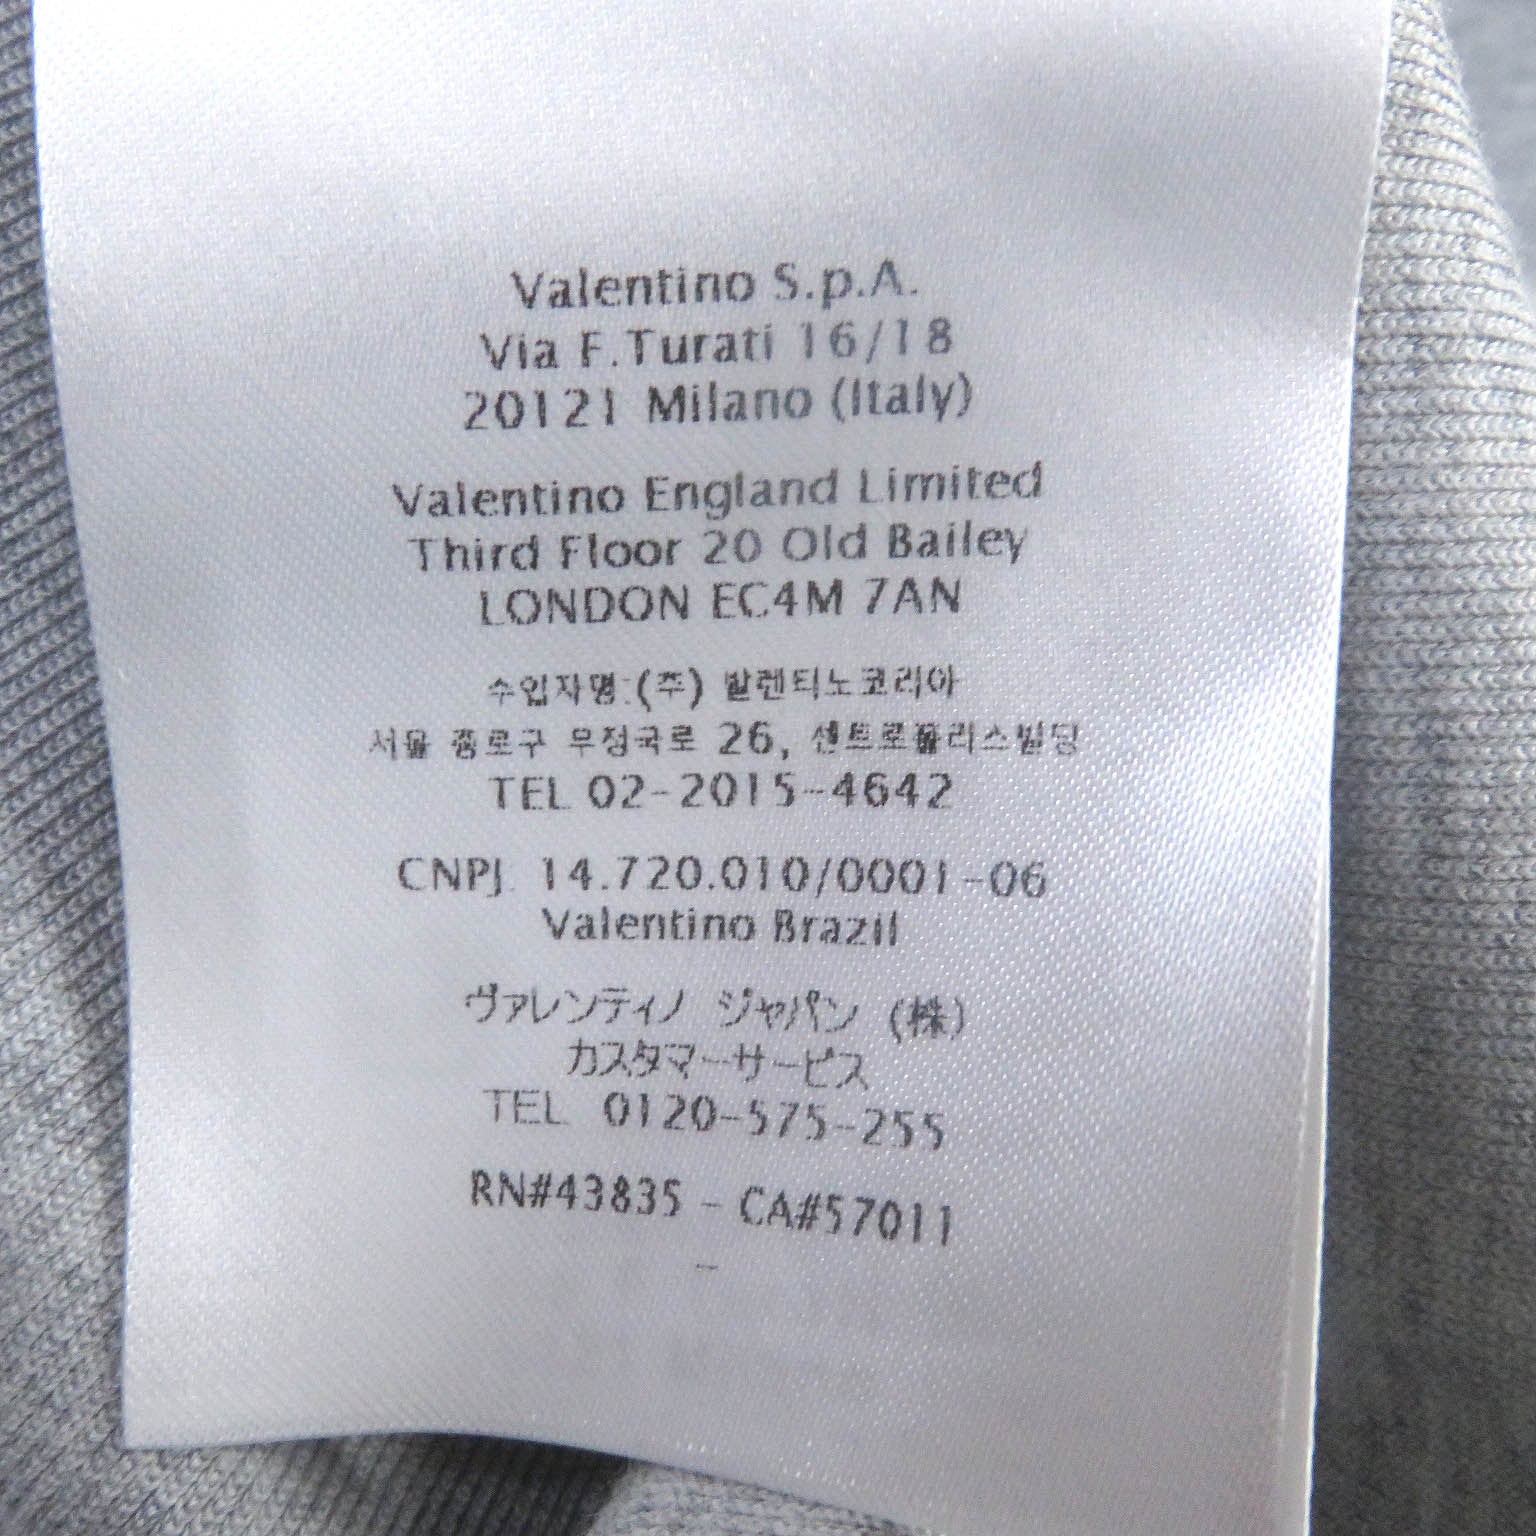 Valentino S.p.A.
Via F.Turati 16/18
20121 Milano (Italy)
Valentino England Limited
Third Floor 20 Old Bailey
LONDON EC4M 7AN
수입자명:(주) 발렌티노코리아
서울 종로구 우정국로 26, 센트로폴리스빌딩
TEL 02-2015-4642
CNPJ 14.720.010/0001-06
Valentino Brazil
ヴァレンティノ ジャパン (株)
カスタマーサービス
TEL 0120-575-255
RN#43835 - CA#57011
-